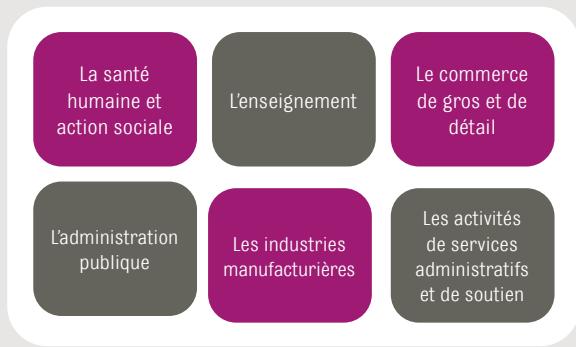 La santé
humaine et
action sociale
L'enseignement
Le commerce
de gros et de
détail
L'administration
publique
Les industries
manufacturières
Les activités
de services
administratifs
et de soutien